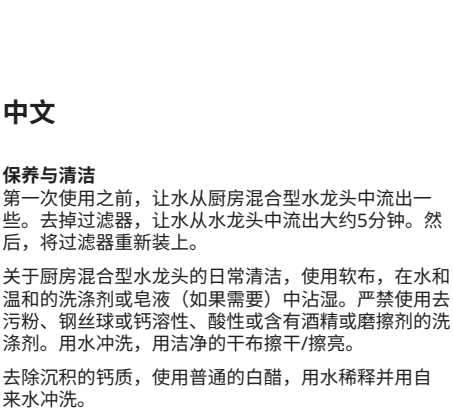 中文
保养与清洁
第一次使用之前，让水从厨房混合型水龙头中流出一
些。去掉过滤器，让水从水龙头中流出大约5分钟。然
后，将过滤器重新装上。
关于厨房混合型水龙头的日常清洁，使用软布，在水和
温和的洗涤剂或皂液（如果需要）中沾湿。严禁使用去
污粉、钢丝球或钙溶性、酸性或含有酒精或磨擦剂的洗
涤剂。用水冲洗，用洁净的干布擦干/擦亮。
去除沉积的钙质，使用普通的白醋，用水稀释并用自
来水冲洗。